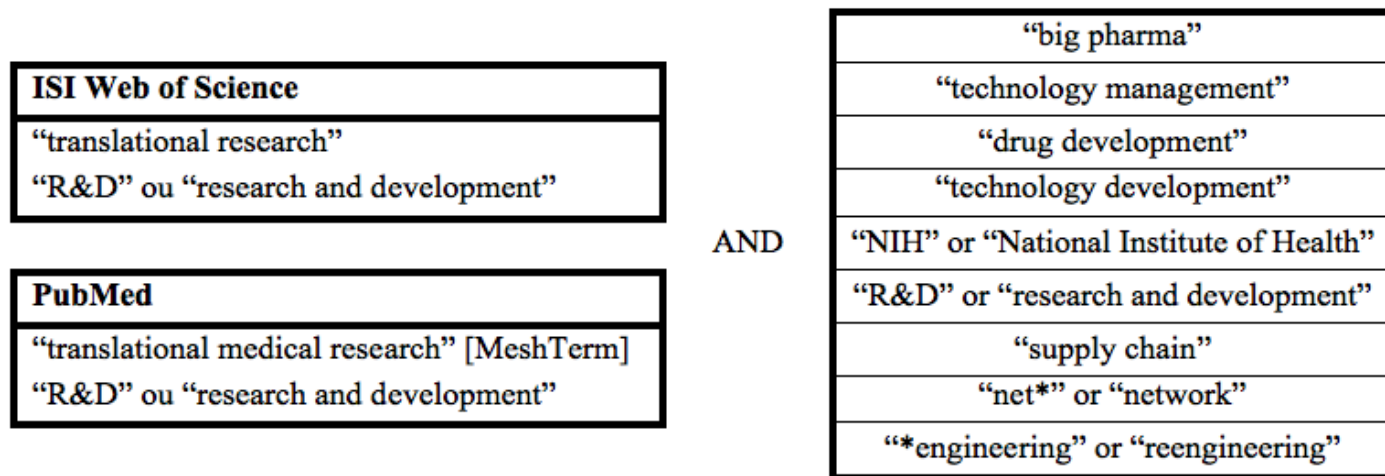 ISI Web of Science
“translational research”
“R&D” ou “research and development”
PubMed
“translational medical research” [MeshTerm]
“R&D” ou “research and development”
AND
“big pharma”
“technology management”
“drug development”
“technology development”
“NIH” or “National Institute of Health”
“R&D” or “research and development”
“supply chain”
“net*” or “network”
“*engineering” or “reengineering”